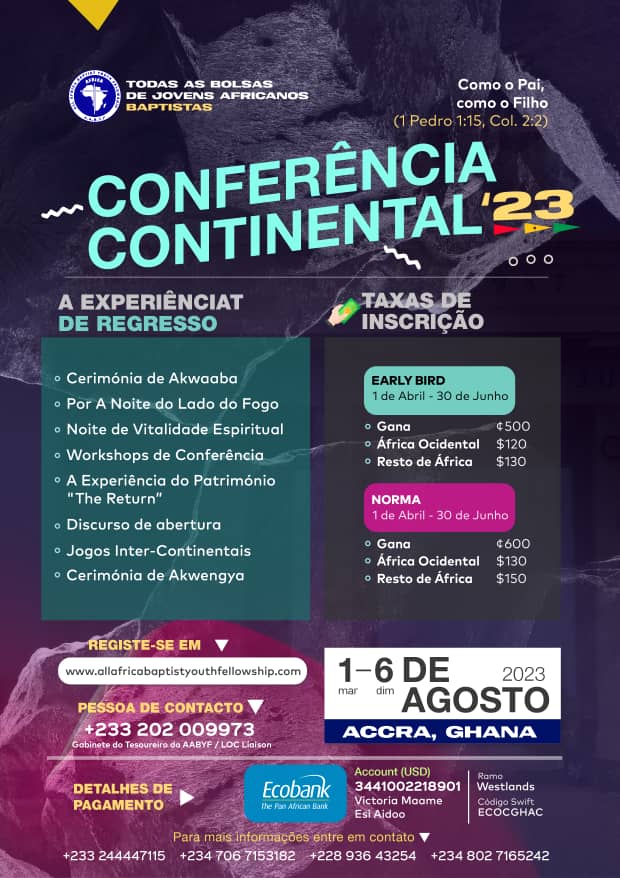 AFRICA
AABYF
TODAS AS BOLSAS
DE JOVENS AFRICANOS
BAPTISTAS
Como o Pai,
como o Filho
(1 Pedro 1:15, Col. 2:2)
CONFERÊNCIA
CONTINENTAL '23
A EXPERIÊNCIAT
DE REGRESSO
Cerimónia de Akwaaba
Por A Noite do Lado do Fogo
Noite de Vitalidade Espiritual
Workshops de Conferência
A Experiência do Património
"The Return”
Discurso de abertura
Jogos Inter-Continentais
Cerimónia de Akwengya
TAXAS DE
INSCRIÇÃO
EARLY BIRD
1 de Abril - 30 de Junho
Gana ¢500
África Ocidental $120
Resto de África $130
NORMA
1 de Abril - 30 de Junho
Gana ¢600
África Ocidental $130
Resto de África $150
REGISTE-SE EM
www.allafricabaptistyouthfellowship.com
PESSOA DE CONTACTO
+233 202 009973
Gabinete do Tesoureiro da AABYF / LOC Liaison
1–6 DE 2023
mar dim AGOSTO
ACCRA, GHANA
DETALHES DE
PAGAMENTO
Ecobank
The Pan African Bank
Account (USD)
3441002218901
Victoria Maame
Esi Aidoo
Ramo
Westlands
Código Swift
ECOCGHAC
Para mais informações entre em contato
+233 244447115 +234 706 7153182 +228 936 43254 +234 802 7165242